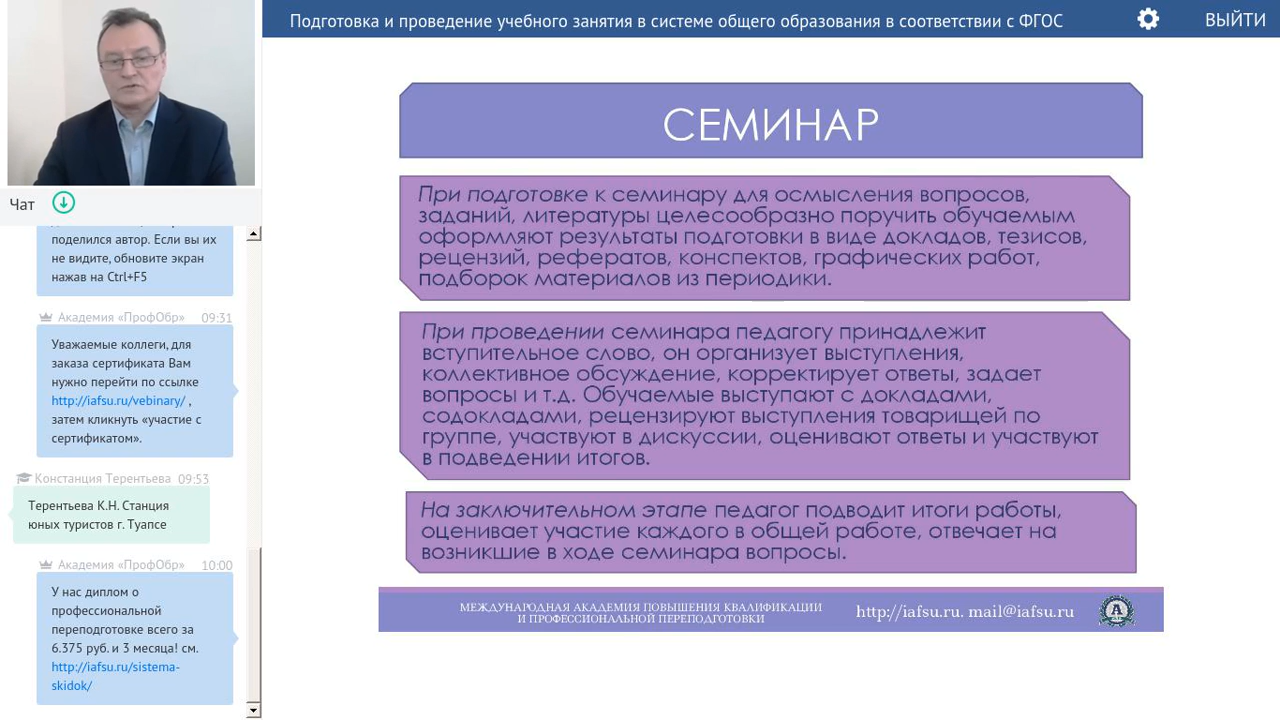 Подготовка и проведение учебного занятия в системе общего образования в соответствии с ФГОС
ВЫЙТИ
Чат
поделился автор. Если вы их
не видите, обновите экран
нажав на Ctrl+F5
Академия «ПрофОбр» 09:31
Уважаемые коллеги, для
заказа сертификата Вам
нужно перейти по ссылке
http://iafsu.ru/vebinary/ ,
затем кликнуть «участие с
сертификатом».
Констанция Терентьева 09:53
Терентьева К.Н. Станция
юных туристов г. Туапсе
Академия «ПрофОбр» 10:00
У нас диплом о
профессиональной
переподготовке всего за
6.375 руб. и 3 месяца! см.
http://iafsu.ru/sistema-
skidok/
СЕМИНАР
При подготовке к семинару для осмысления вопросов,
заданий, литературы целесообразно поручить обучаемым
оформляют результаты подготовки в виде докладов, тезисов,
рецензий, рефератов, конспектов, графических работ,
подборок материалов из периодики.
При проведении семинара педагогу принадлежит
вступительное слово, он организует выступления,
коллективное обсуждение, корректирует ответы, задает
вопросы и т.д. Обучаемые выступают с докладами,
содокладами, рецензируют выступления товарищей по
группе, участвуют в дискуссии, оценивают ответы и участвуют
в подведении итогов.
На заключительном этапе педагог подводит итоги работы,
оценивает участие каждого в общей работе, отвечает на
возникшие в ходе семинара вопросы.
МЕЖДУНАРОДНАЯ АКАДЕМИЯ ПОВЫШЕНИЯ КВАЛИФИКАЦИИ
И ПРОФЕССИОНАЛЬНОЙ ПЕРЕПОДГОТОВКИ
http://iafsu.ru. mail@iafsu.ru